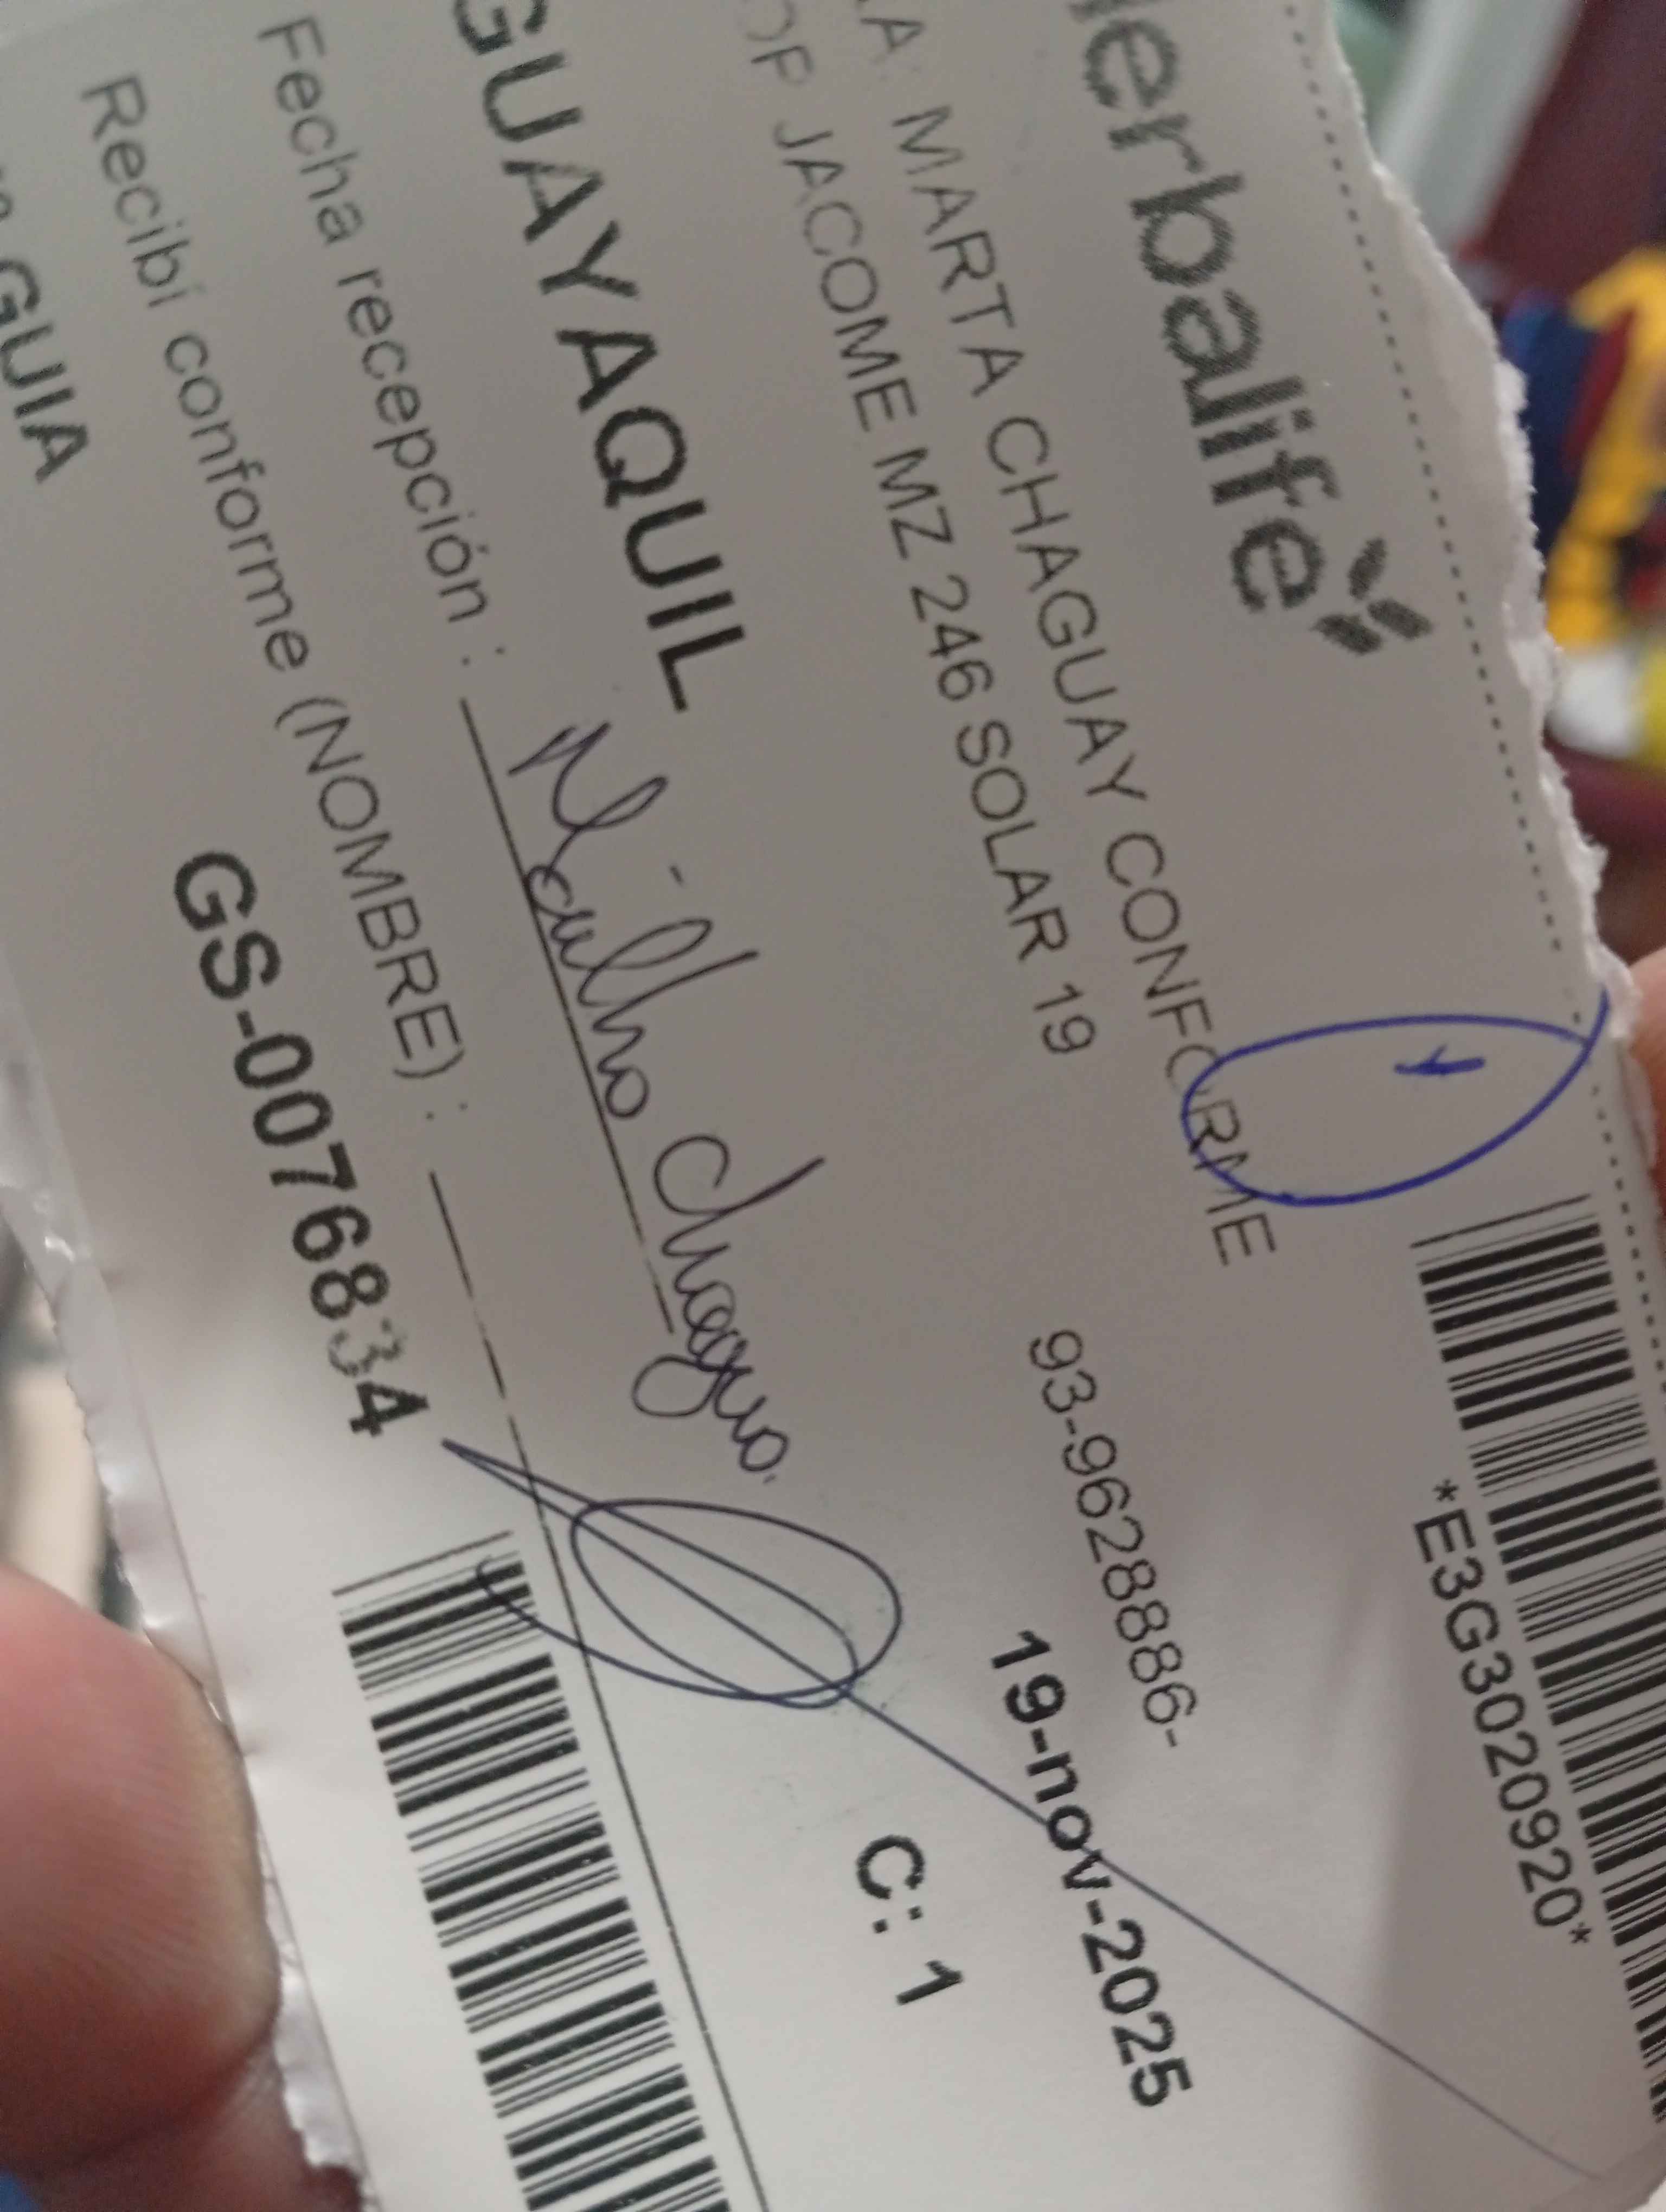 erbalife
*E3G3020920*
A: MARTA CHAGUAY CONFORME
OP JACOME MZ 246 SOLAR 19
93-9628886-
19-nov-2025
GUAYAQUIL
C: 1
Fecha recepción :
Recibí conforme (NOMBRE) :
GUIA
GS-0076834